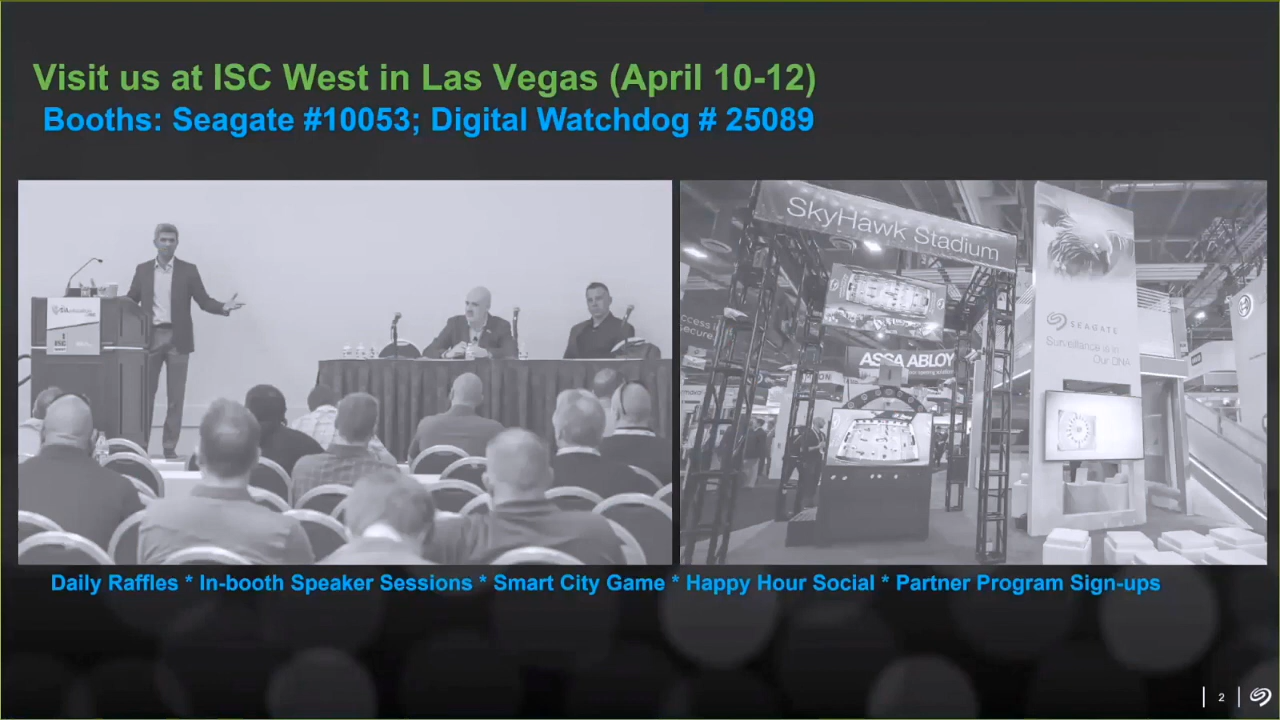 Visit us at ISC West in Las Vegas (April 10-12)
Booths: Seagate #10053; Digital Watchdog # 25089
SkyHawk Stadium
ASSA ABLOY
SEAGATE
Surveillance is in
Our DNA
ISC
Daily Raffles * In-booth Speaker Sessions * Smart City Game * Happy Hour Social * Partner Program Sign-ups
2